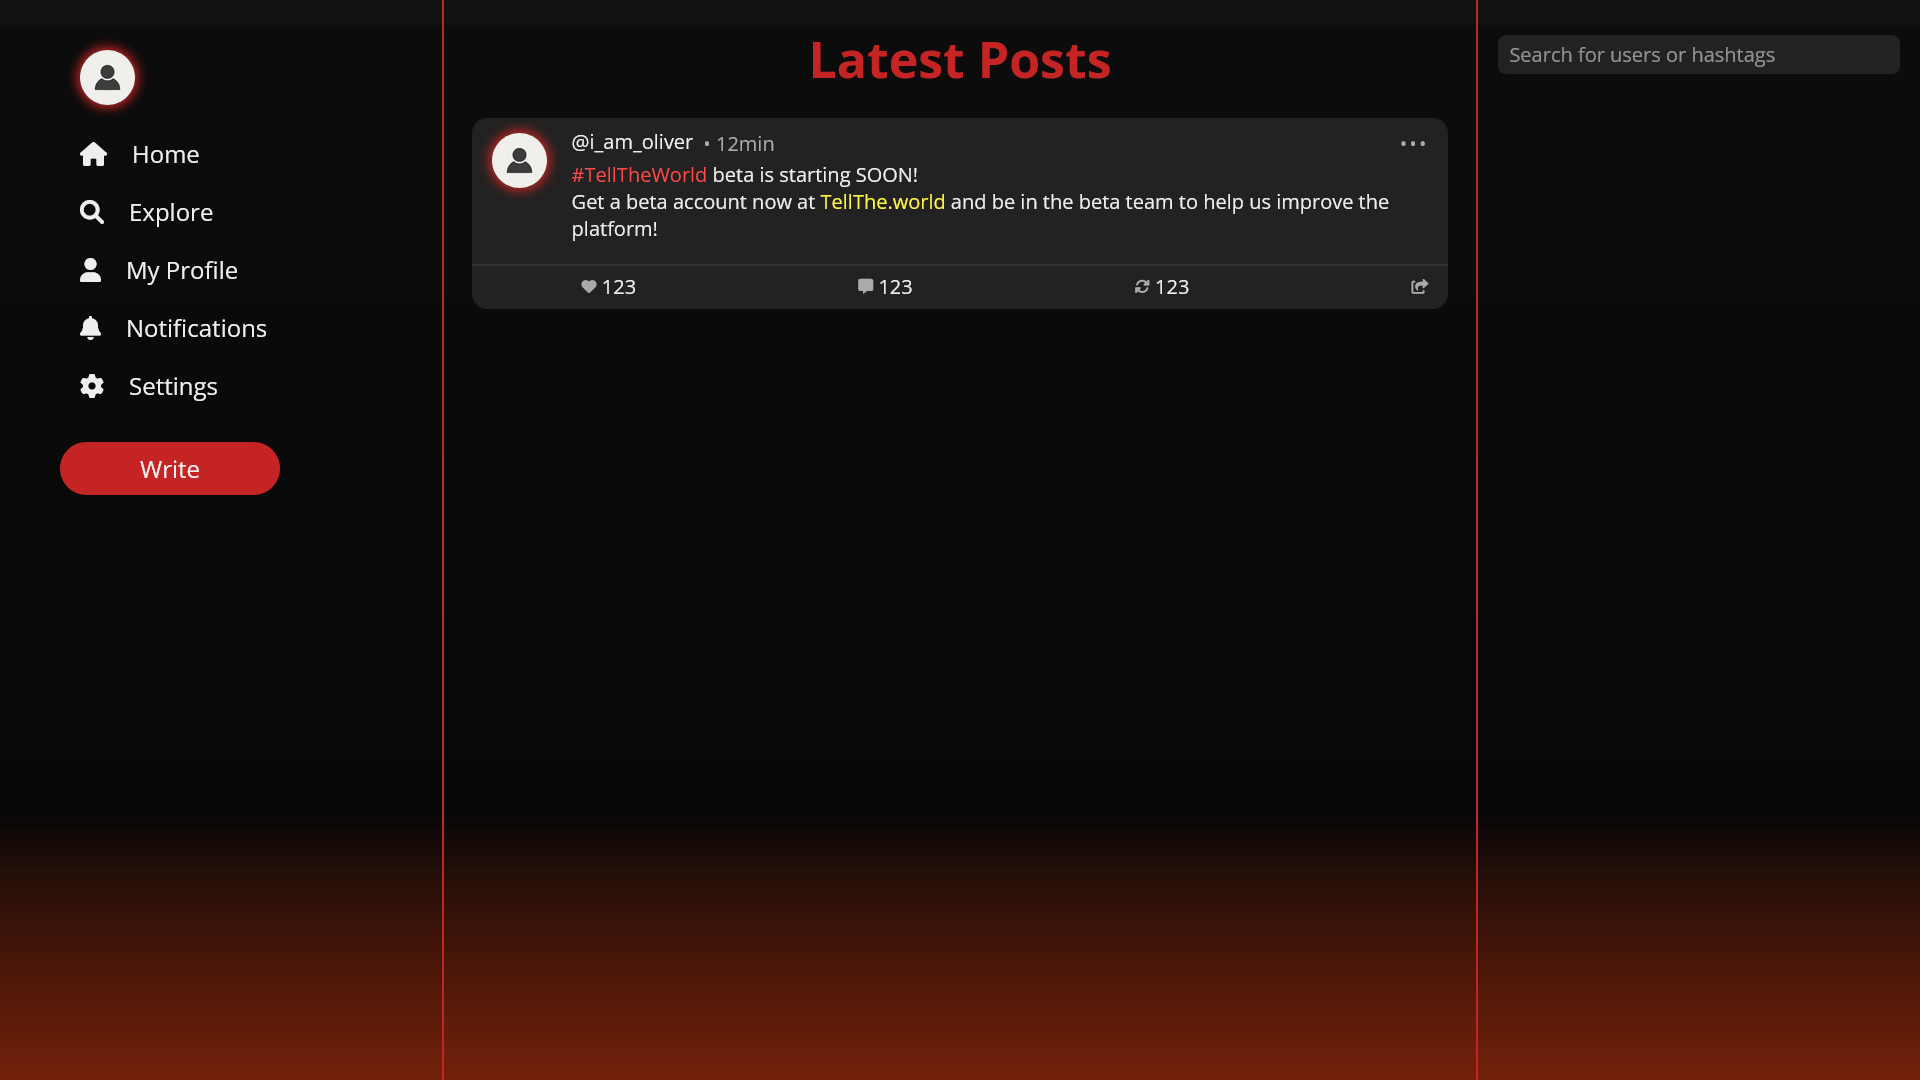 Home
Explore
My Profile
Notifications
Settings
Write
Latest Posts
@i_am_oliver • 12min
#TellTheWorld beta is starting SOON!
Get a beta account now at TellThe.world and be in the beta team to help us improve the
platform!
123 123 123
Search for users or hashtags